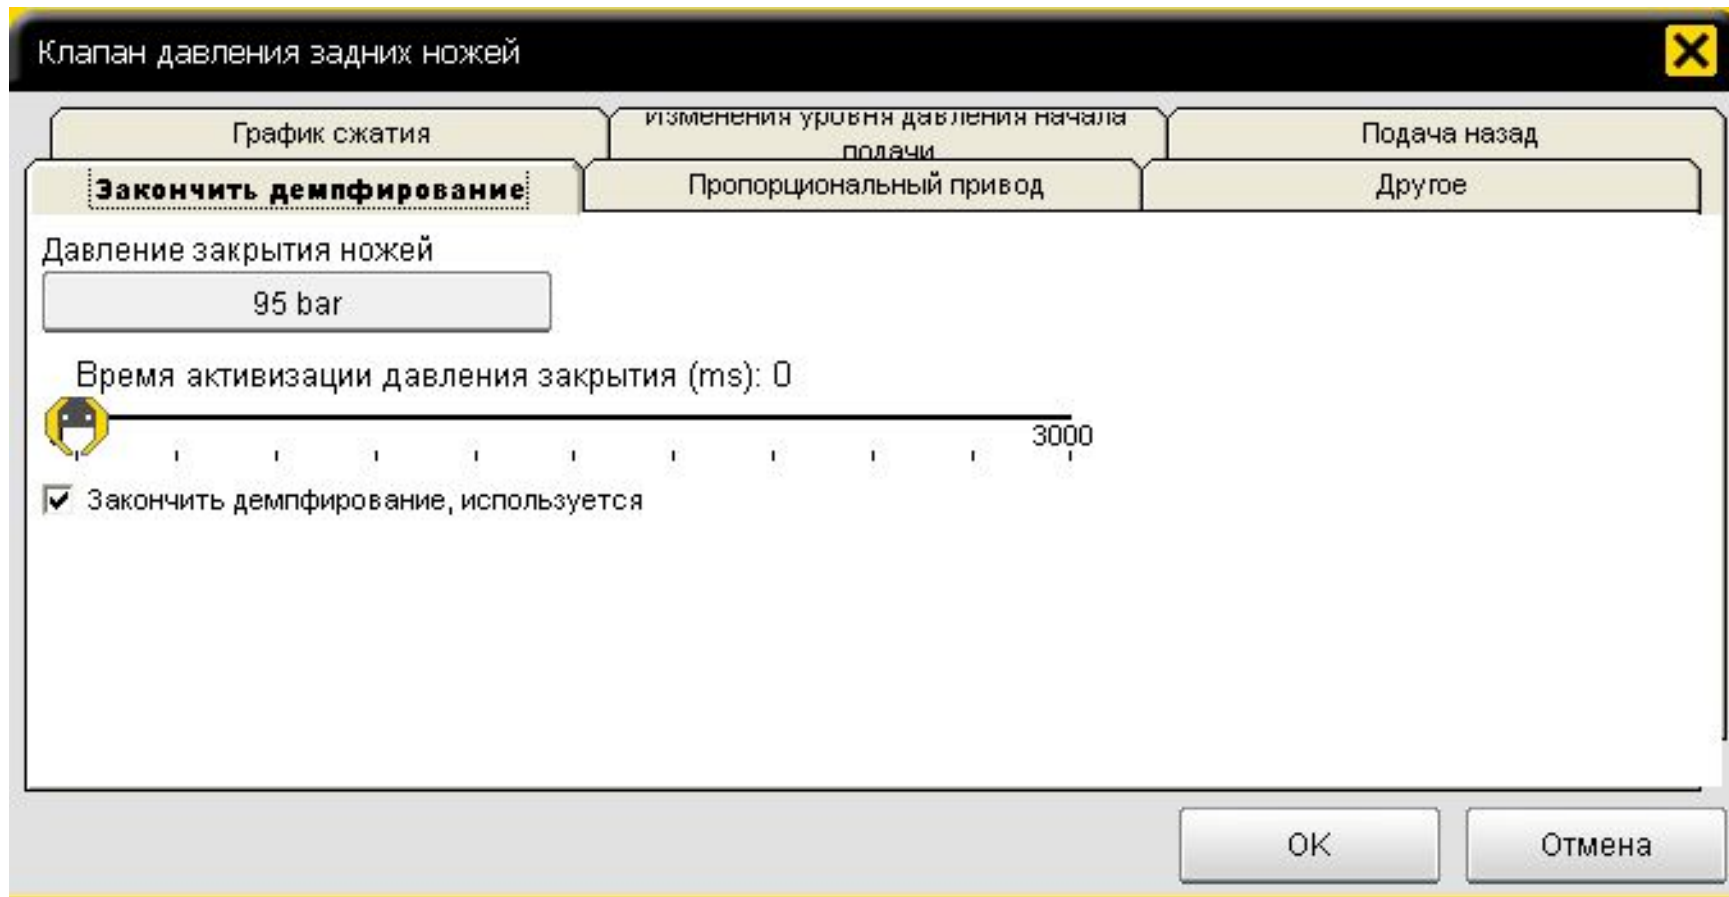 Клапан давления задних ножей
График сжатия
Изменения уровня давления начала
подачи
Подача назад
Закончить демпфирование
Пропорциональный привод
Другое
Давление закрытия ножей
95 bar
Время активизации давления закрытия (ms): 0
3000
Закончить демпфирование, используется
OK
Отмена